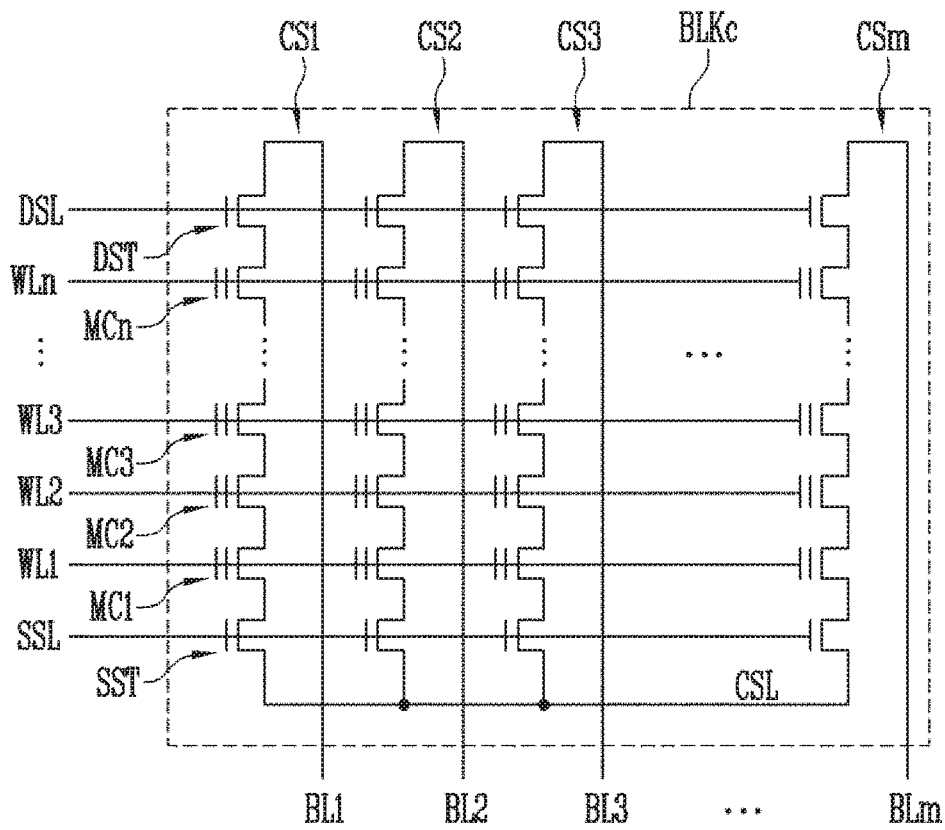 CS1 CS2 CS3 BLKc CSm
DSL
DST
WLn
MCn
⋮ ⋮ ⋮ ⋮ ... ⋮
WL3
MC3
WL2
MC2
WL1
MC1
SSL
SST
CSL
BL1 BL2 BL3 ... BLm